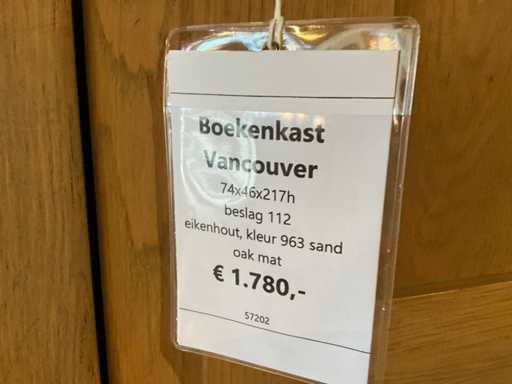 Boekenkast
Vancouver
74x46x217h
beslag 112
eikenhout, kleur 963 sand
oak mat
€ 1.780,-
57202